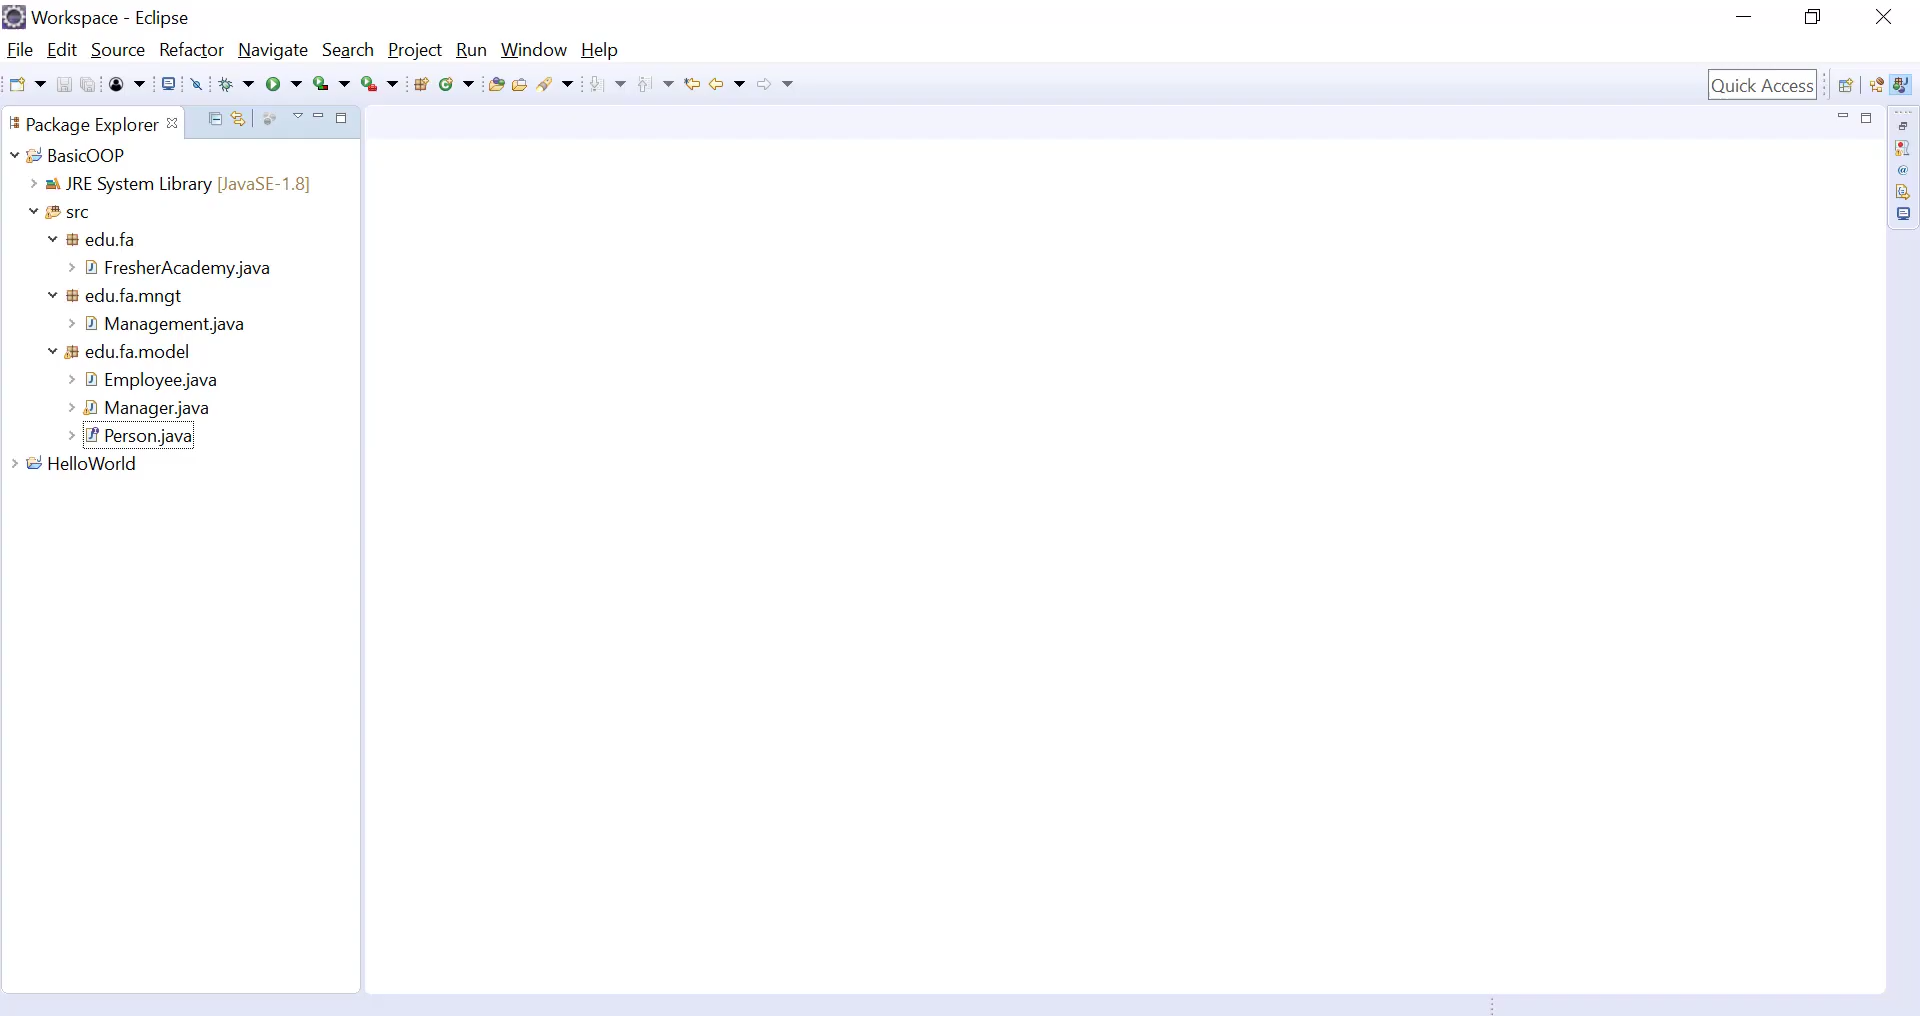 Workspace - Eclipse
File Edit Source Refactor Navigate Search Project Run Window Help
Quick Access
Package Explorer
BasicOOP
JRE System Library [JavaSE-1.8]
src
edu.fa
FresherAcademy.java
edu.fa.mngt
Management.java
edu.fa.model
Employee.java
Manager.java
Person.java
HelloWorld